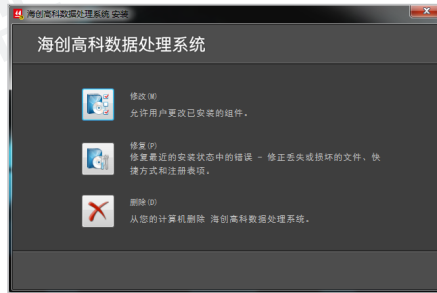 海创高科数据处理系统 安装
海创高科数据处理系统
修改(M)
允许用户更改已安装的组件。
修复(P)
修复最近的安装状态中的错误 - 修正丢失或损坏的文件、快
捷方式和注册表项。
删除(D)
从您的计算机删除 海创高科数据处理系统。